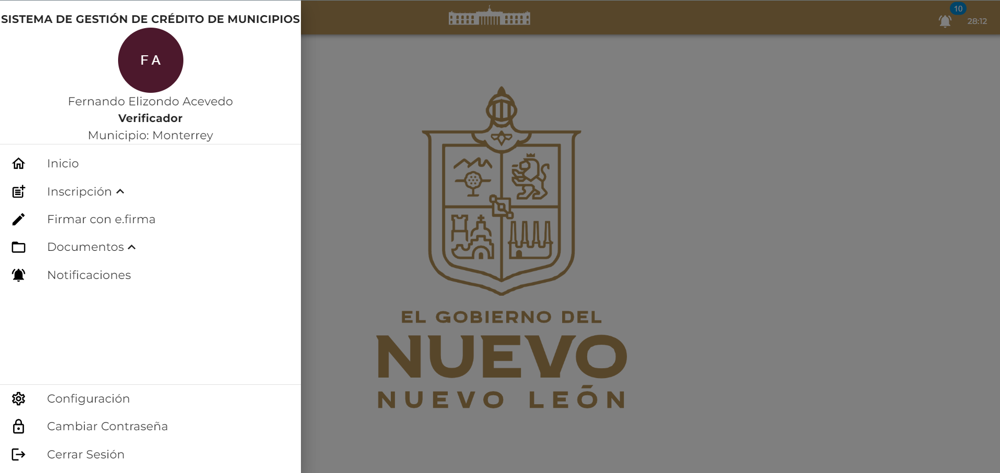 SISTEMA DE GESTIÓN DE CRÉDITO DE MUNICIPIOS
F A
Fernando Elizondo Acevedo
Verificador
Municipio: Monterrey
Inicio
Inscripción
Firmar con e.firma
Documentos
Notificaciones
Configuración
Cambiar Contraseña
Cerrar Sesión
10
28:12
EL GOBIERNO DEL
NUEVO
NUEVO LEÓN